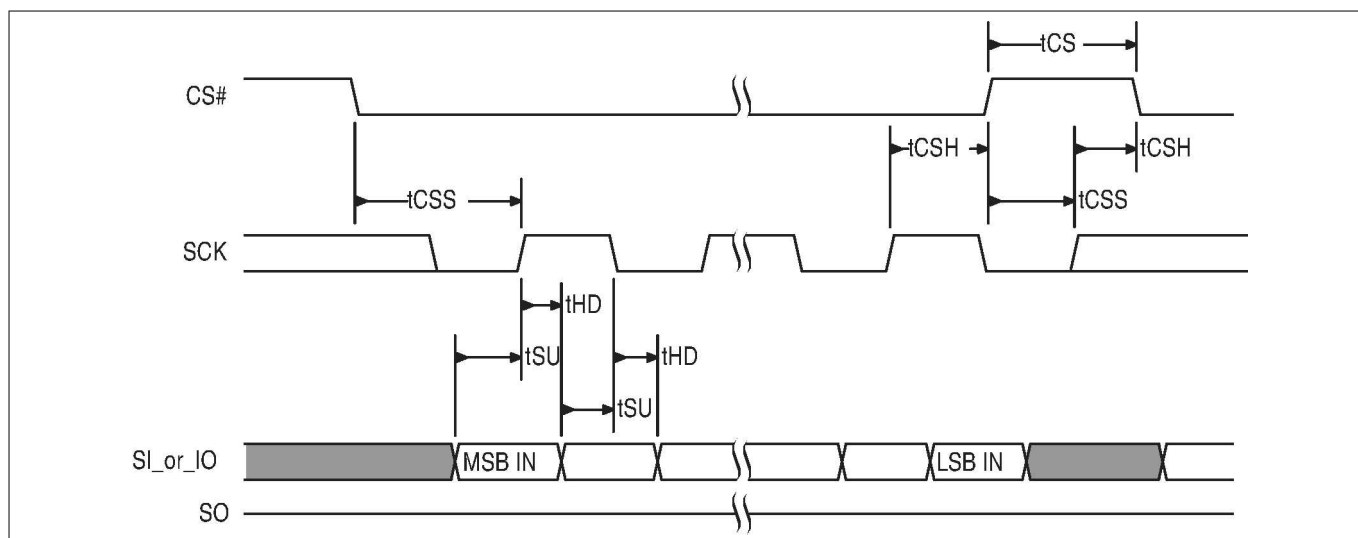 tCS
CS#
tCSH
tCSH
tCSS
tCSS
SCK
tHD
tSU
tHD
tSU
SI_or_IO
MSB IN
LSB IN
SO